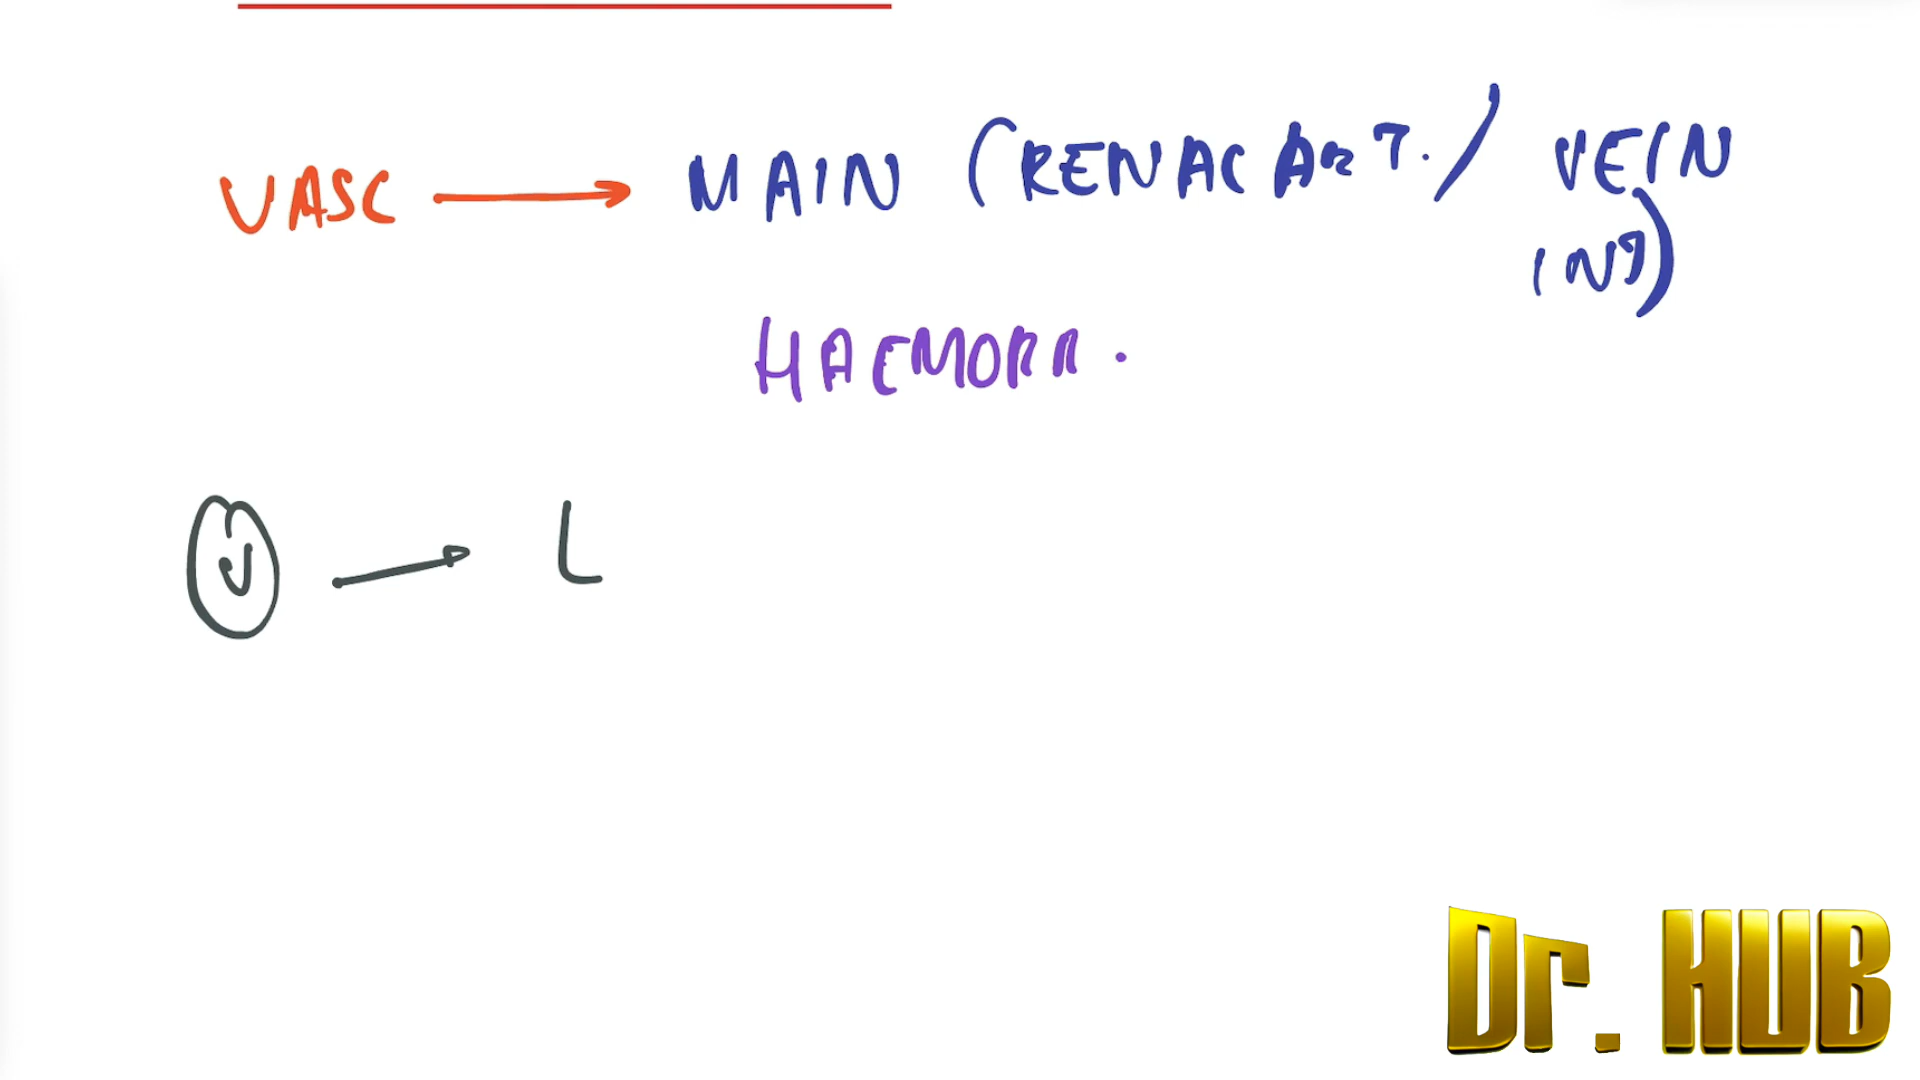 VASC → MAIN (RENAL ART. / VEIN
INJ)
HAEMORR.
U → L
Dr. HUB